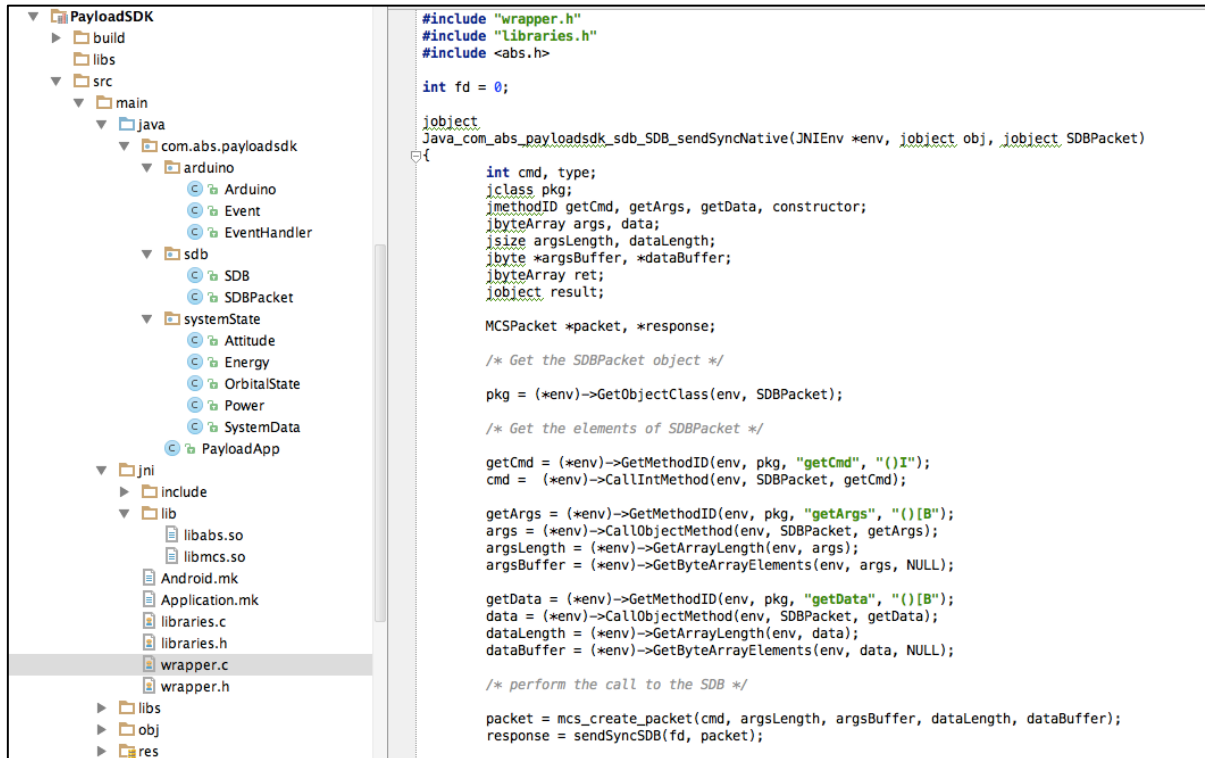 PayloadSDK
build
libs
src
main
java
com.abs.payloadsdk
arduino
Arduino
Event
EventHandler
sdb
SDB
SDBPacket
systemState
Attitude
Energy
OrbitalState
Power
SystemData
PayloadApp
jni
include
lib
libabs.so
libmcs.so
Android.mk
Application.mk
libraries.c
libraries.h
wrapper.c
wrapper.h
libs
obj
res
#include "wrapper.h"
#include "libraries.h"
#include <abs.h>
int fd = 0;
jobject
Java_com_abs_payloadsdk_sdb_SDB_sendSyncNative(JNIEnv *env, jobject obj, jobject SDBPacket)
{
int cmd, type;
jclass pkg;
jmethodID getCmd, getArgs, getData, constructor;
jbyteArray args, data;
jsize argsLength, dataLength;
jbyte *argsBuffer, *dataBuffer;
jbyteArray ret;
jobject result;
MCSPacket *packet, *response;
/* Get the SDBPacket object */
pkg = (*env)->GetObjectClass(env, SDBPacket);
/* Get the elements of SDBPacket */
getCmd = (*env)->GetMethodID(env, pkg, "getCmd", "()I");
cmd =  (*env)->CallIntMethod(env, SDBPacket, getCmd);
getArgs = (*env)->GetMethodID(env, pkg, "getArgs", "()[B");
args = (*env)->CallObjectMethod(env, SDBPacket, getArgs);
argsLength = (*env)->GetArrayLength(env, args);
argsBuffer = (*env)->GetByteArrayElements(env, args, NULL);
getData = (*env)->GetMethodID(env, pkg, "getData", "()[B");
data = (*env)->CallObjectMethod(env, SDBPacket, getData);
dataLength = (*env)->GetArrayLength(env, data);
dataBuffer = (*env)->GetByteArrayElements(env, data, NULL);
/* perform the call to the SDB */
packet = mcs_create_packet(cmd, argsLength, argsBuffer, dataLength, dataBuffer);
response = sendSyncSDB(fd, packet);